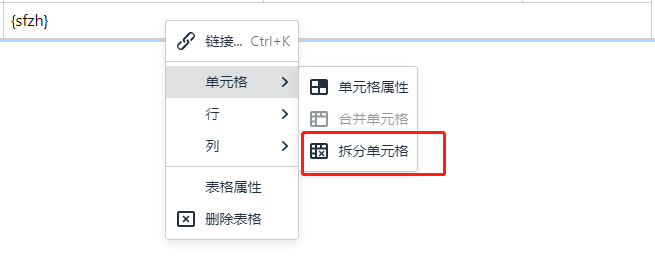 {sfzh}
链接... Ctrl+K
单元格
单元格属性
行
合并单元格
列
拆分单元格
表格属性
删除表格